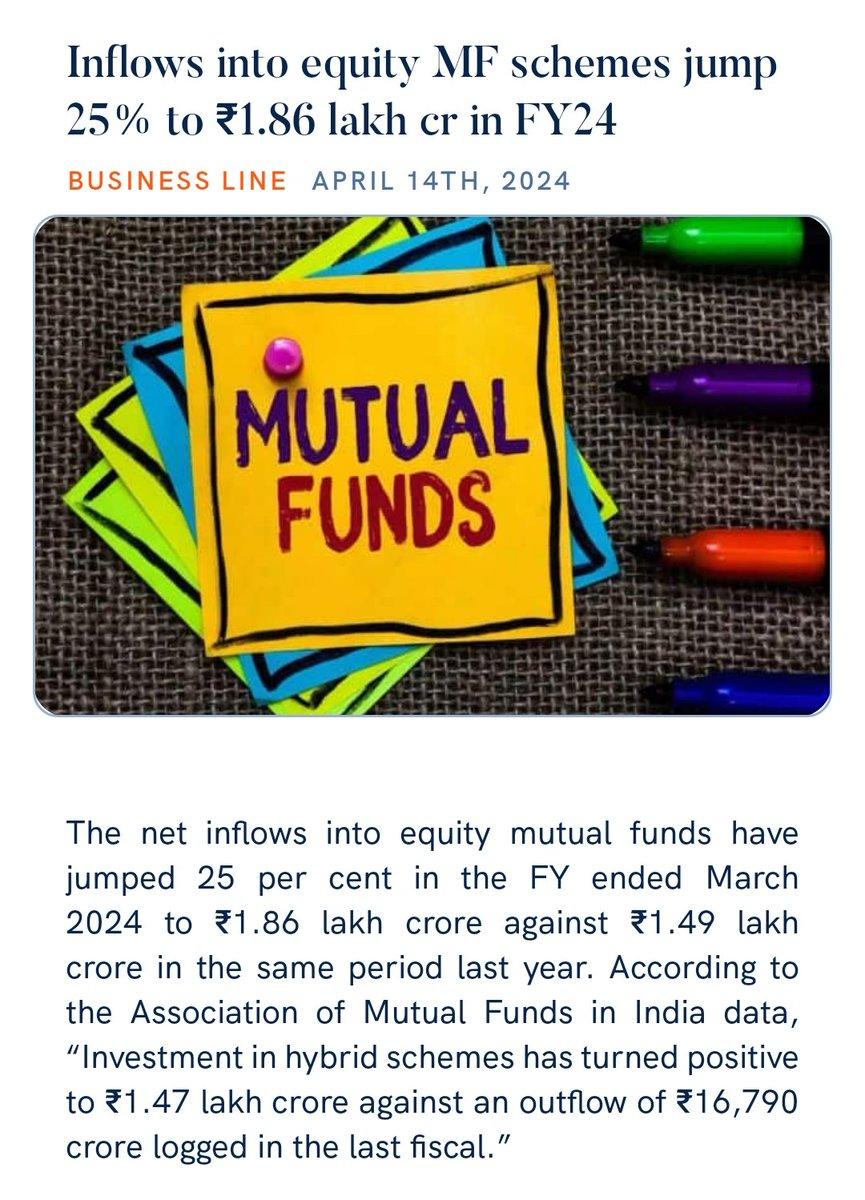 Inflows into equity MF schemes jump
25% to ₹1.86 lakh cr in FY24
BUSINESS LINE APRIL 14TH, 2024
MUTUAL
FUNDS
The net inflows into equity mutual funds have
jumped 25 per cent in the FY ended March
2024 to ₹1.86 lakh crore against ₹1.49 lakh
crore in the same period last year. According to
the Association of Mutual Funds in India data,
“Investment in hybrid schemes has turned positive
to ₹1.47 lakh crore against an outflow of ₹16,790
crore logged in the last fiscal.”